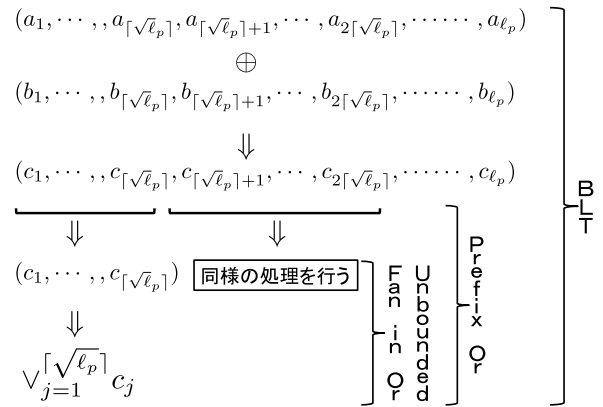 (a_1, ⋯, , a_{⌈√ℓ_p⌉}, a_{⌈√ℓ_p⌉+1}, ⋯, a_{2⌈√ℓ_p⌉}, ⋯⋯, a_{ℓ_p})
⊕
(b_1, ⋯, , b_{⌈√ℓ_p⌉}, b_{⌈√ℓ_p⌉+1}, ⋯, b_{2⌈√ℓ_p⌉}, ⋯⋯, b_{ℓ_p})
⇓
(c_1, ⋯, , c_{⌈√ℓ_p⌉}, c_{⌈√ℓ_p⌉+1}, ⋯, c_{2⌈√ℓ_p⌉}, ⋯⋯, c_{ℓ_p})
⇓ ⇓
(c_1, ⋯, , c_{⌈√ℓ_p⌉})
同様の処理を行う
⇓
∨_{j=1}^{⌈√ℓ_p⌉} c_j
Unbounded
Fan in Or
Prefix Or
BLT